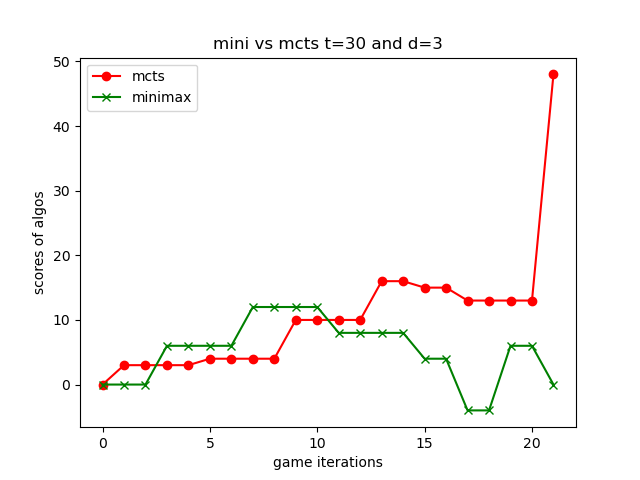 mini vs mcts t=30 and d=3
mcts
minimax
50
40
30
20
10
0
scores of algos
0 5 10 15 20
game iterations